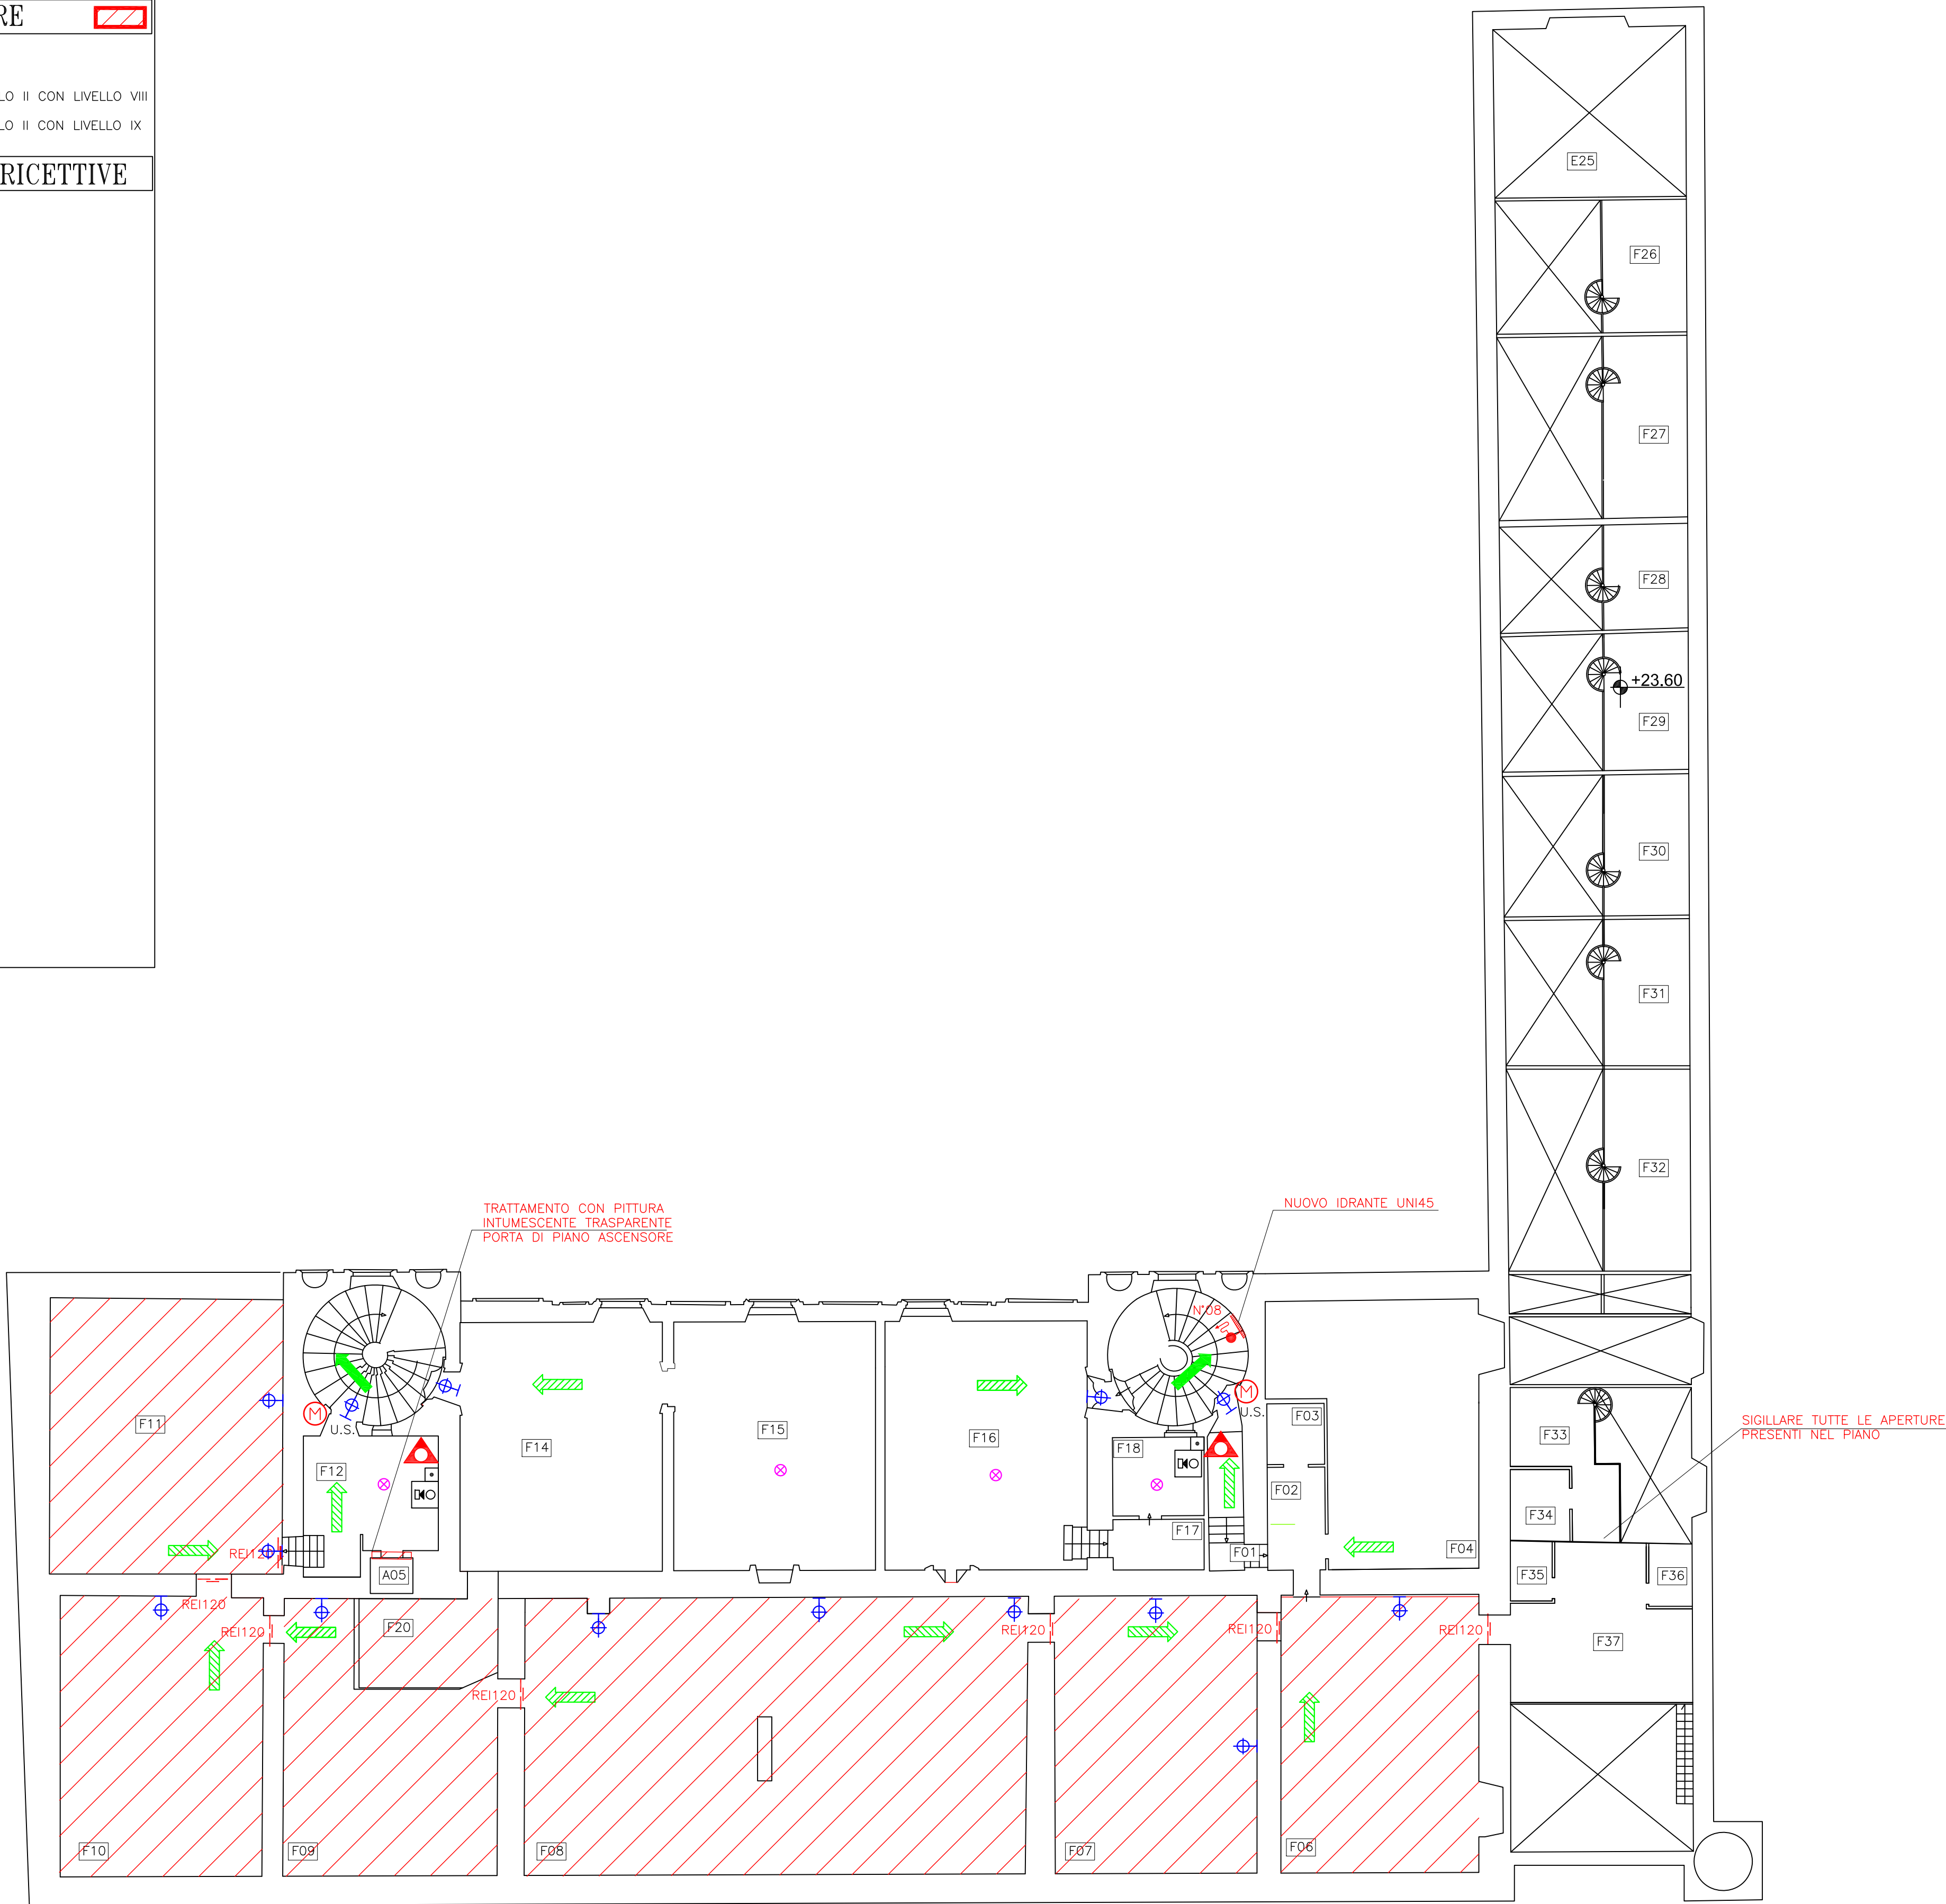 RE
LO II CON LIVELLO VIII
LO II CON LIVELLO IX
RICETTIVE
E25
F26
F27
F28
+23.60
F29
F30
F31
F32
TRATTAMENTO CON PITTURA
INTUMESCENTE TRASPARENTE
PORTA DI PIANO ASCENSORE
NUOVO IDRANTE UNI45
N°08
M
U.S.
M
U.S.
F11
F12
F14
F15
F16
F18
F03
F33
SIGILLARE TUTTE LE APERTURE
PRESENTI NEL PIANO
F02
F34
F17
F01
F04
REI120
A05
F35
F36
REI120
F20
REI120
REI120
REI120
REI120
F37
REI120
F10
F09
F08
F07
F06